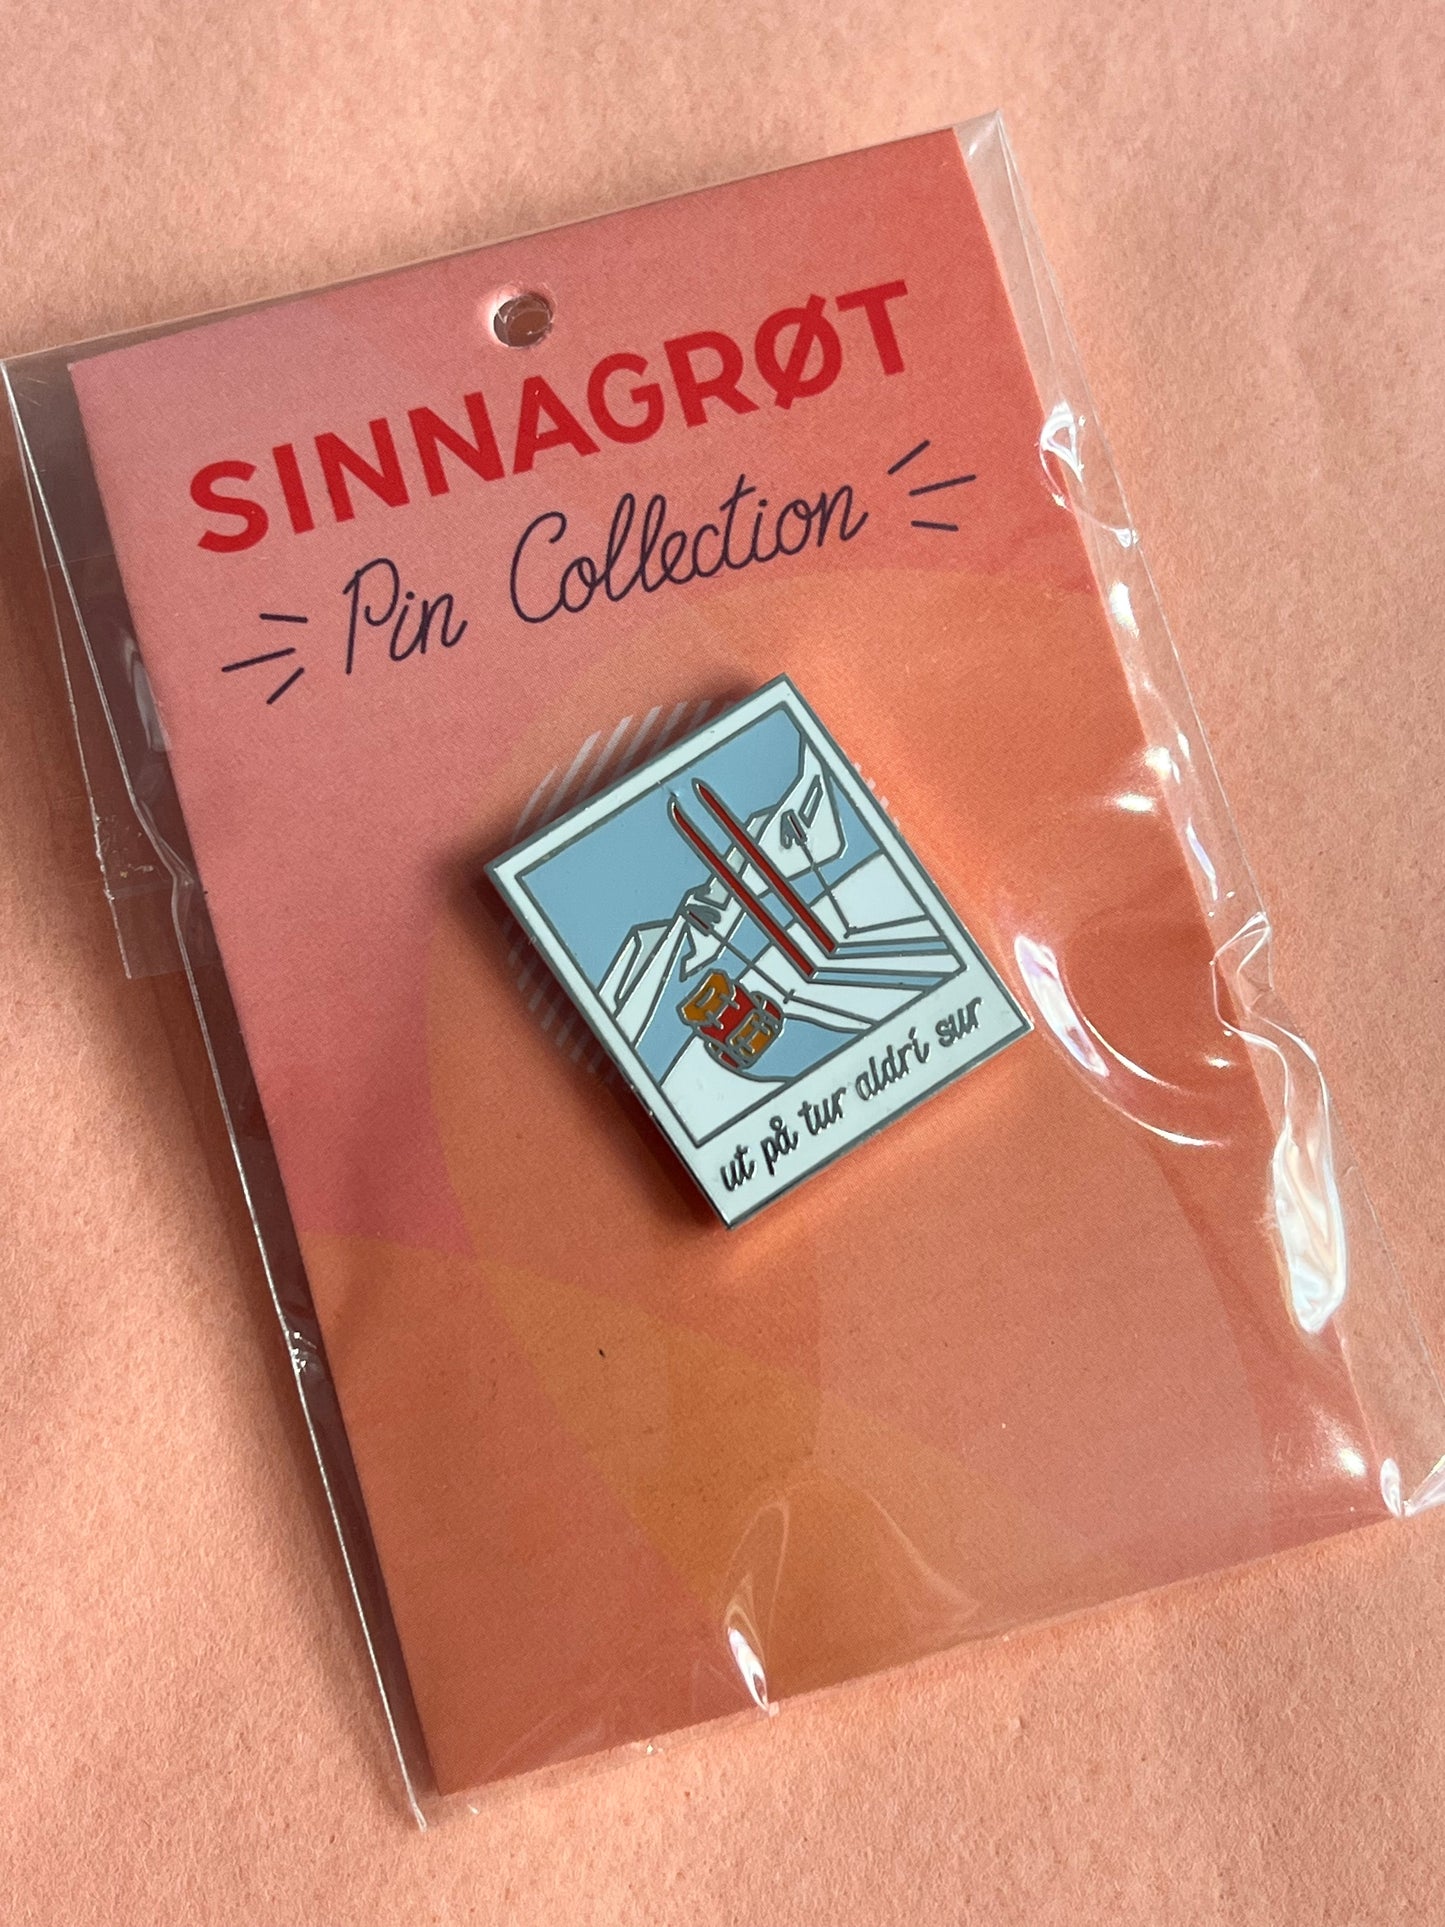 SINNAGRØT
Pin Collection
ut på tur aldri sur